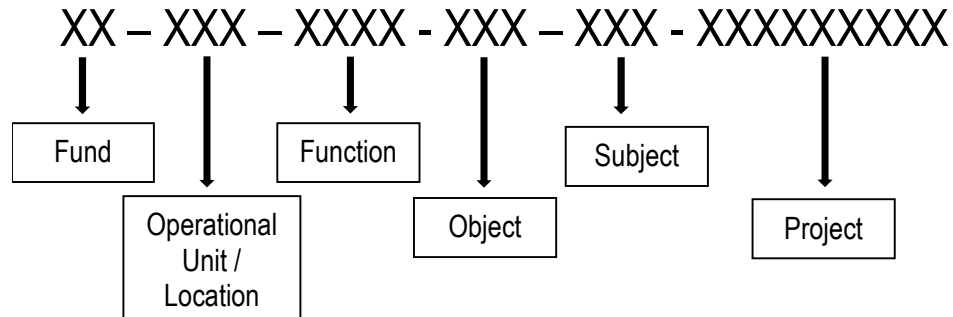 XX – XXX – XXXX - XXX – XXX - XXXXXXXXX
Fund
Function
Subject
Operational
Unit /
Location
Object
Project